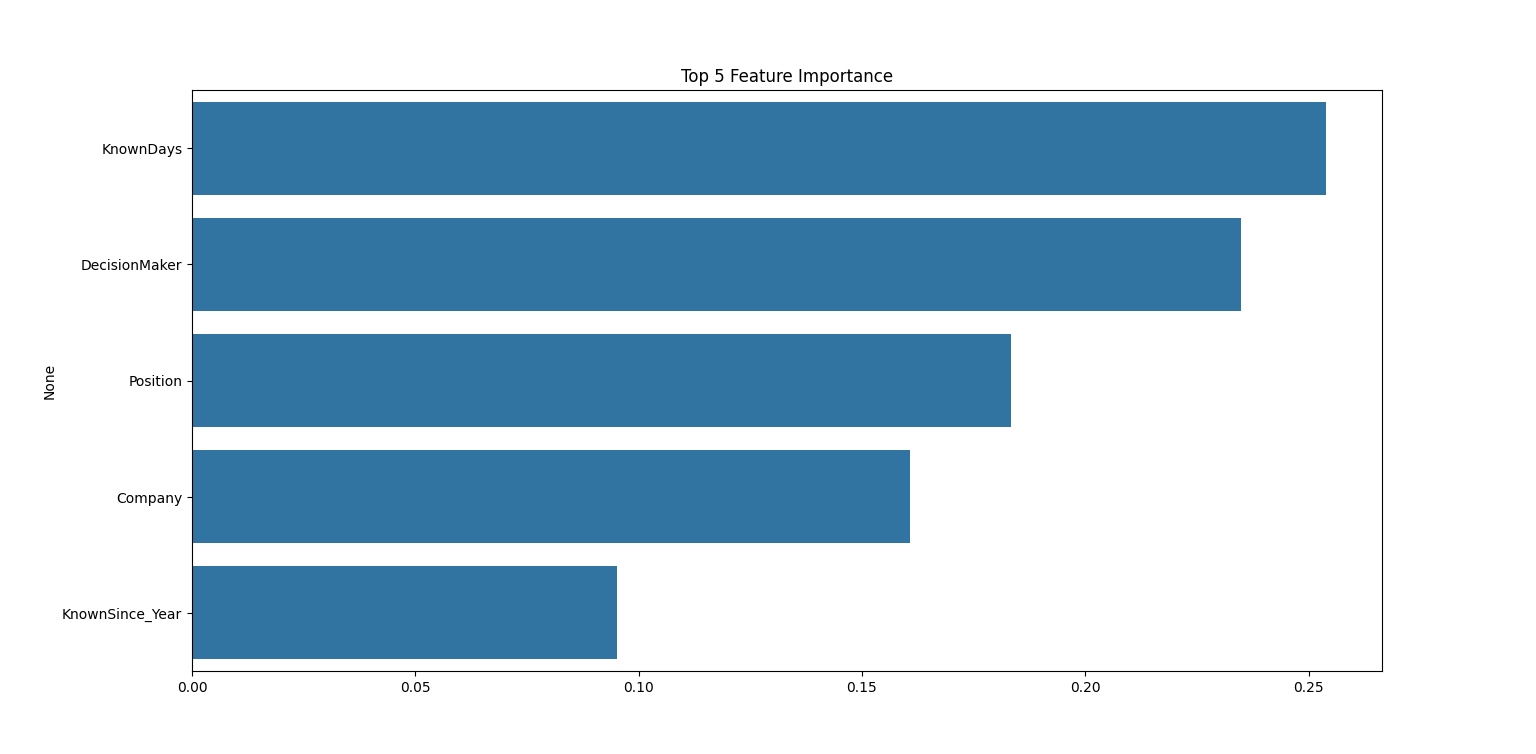 Top 5 Feature Importance
KnownDays
DecisionMaker
Position
None
Company
KnownSince_Year
0.00 0.05 0.10 0.15 0.20 0.25